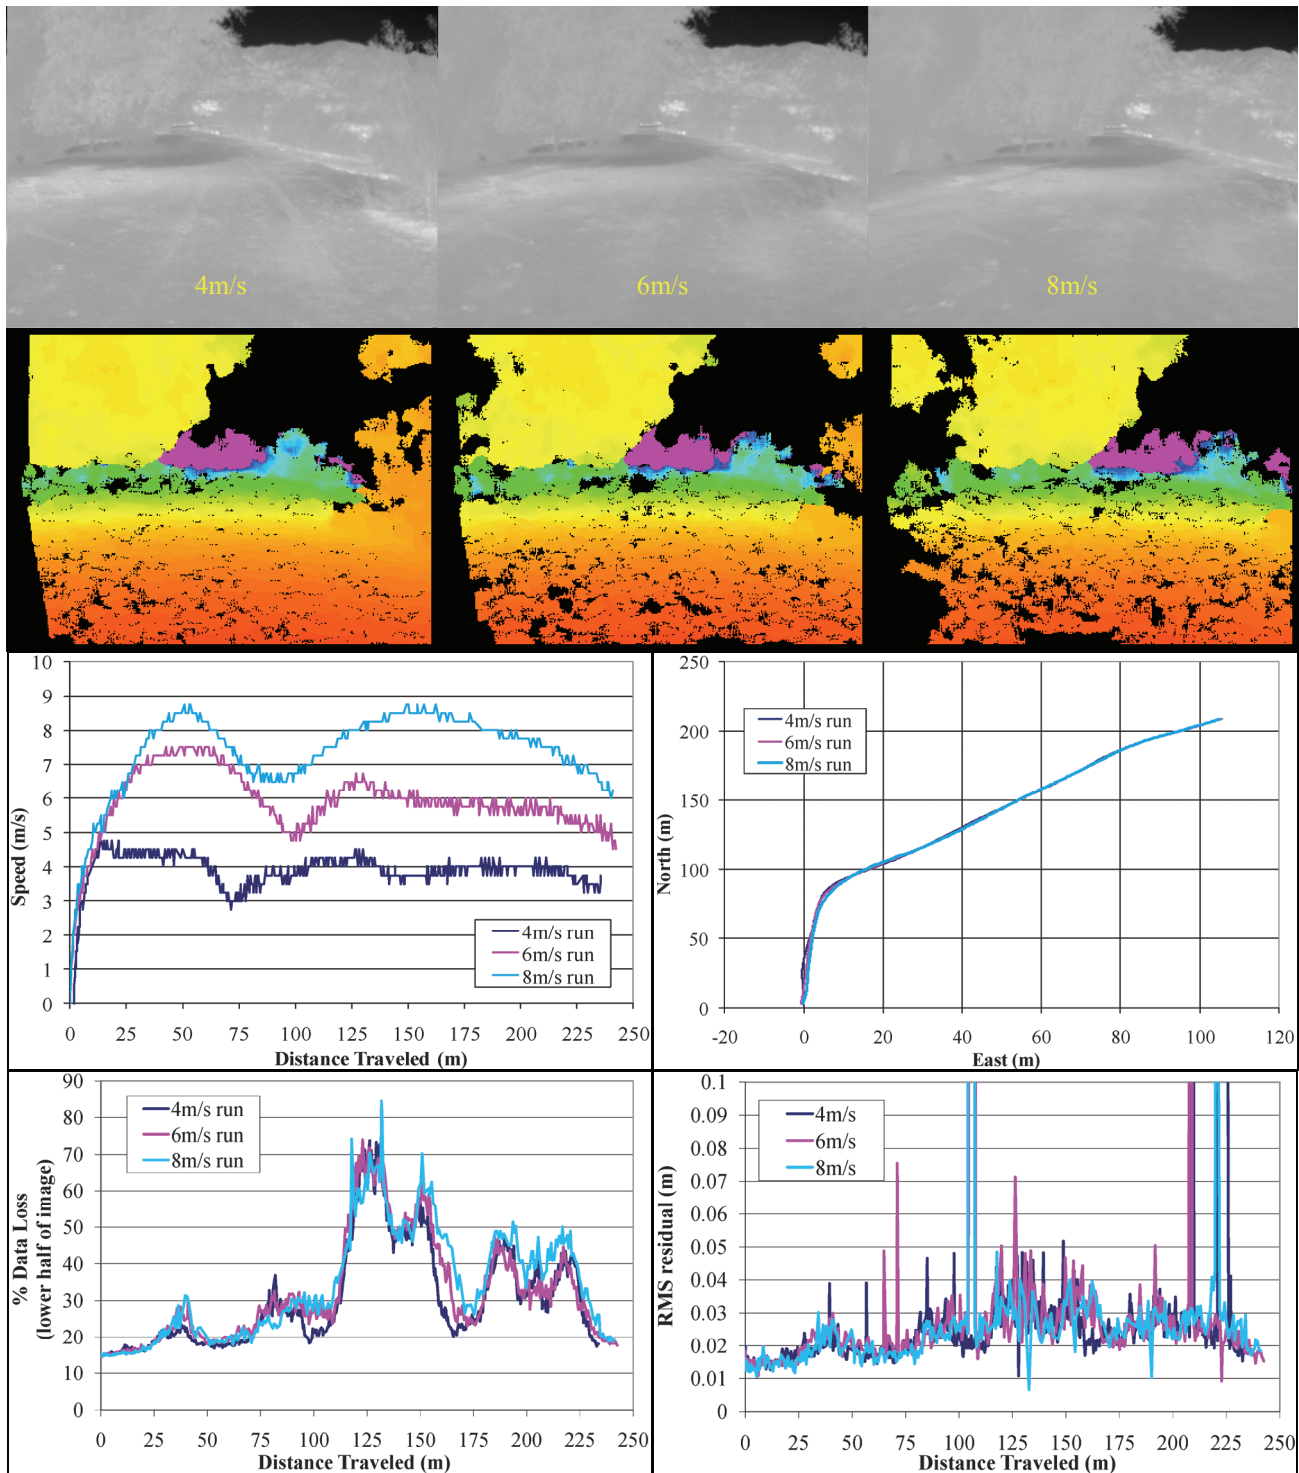 4m/s 6m/s 8m/s
10
9
8
7
6
5
4
3
2
1
0
Speed (m/s)
4m/s run
6m/s run
8m/s run
0 25 50 75 100 125 150 175 200 225 250
Distance Traveled (m)
250
200
150
100
50
0
North (m)
4m/s run
6m/s run
8m/s run
-20 0 20 40 60 80 100 120
East (m)
90
80
70
60
50
40
30
20
10
0
% Data Loss
(lower half of image)
4m/s run
6m/s run
8m/s run
0 25 50 75 100 125 150 175 200 225 250
Distance Traveled (m)
0.1
0.09
0.08
0.07
0.06
0.05
0.04
0.03
0.02
0.01
0
RMS residual (m)
4m/s
6m/s
8m/s
0 25 50 75 100 125 150 175 200 225 250
Distance Traveled (m)